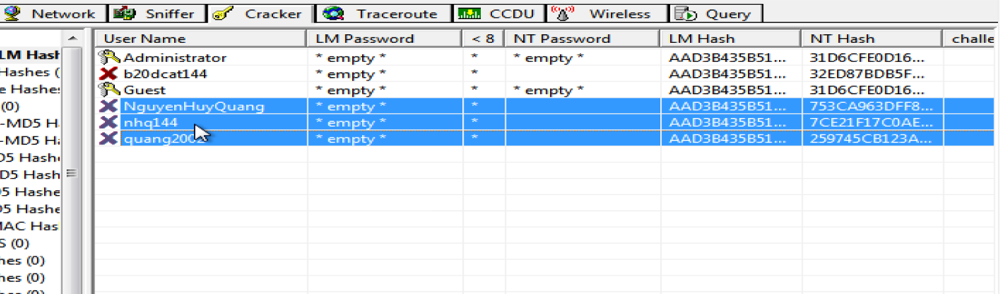 Network Sniffer Cracker Traceroute CCDU Wireless Query
User Name LM Password < 8 NT Password LM Hash NT Hash challe
LM Hash
Administrator * empty * * * empty * AAD3B435B51... 31D6CFE0D16...
Hashes (
b20dcat144 * empty * * AAD3B435B51... 32ED87BDB5F...
e Hashes
Guest * empty * * * empty * AAD3B435B51... 31D6CFE0D16...
(0)
NguyenHuyQuang * empty * * AAD3B435B51... 753CA963DFF8...
-MD5 H
nhq144 * empty * * AAD3B435B51... 7CE21F17C0AE...
-MD5 Ha
quang2002 * empty * * AAD3B435B51... 259745CB123A...
D5 Hash
D5 Hash
D5 Hashe
D5 Hashe
MAC Has
S (0)
hes (0)
hes (0)